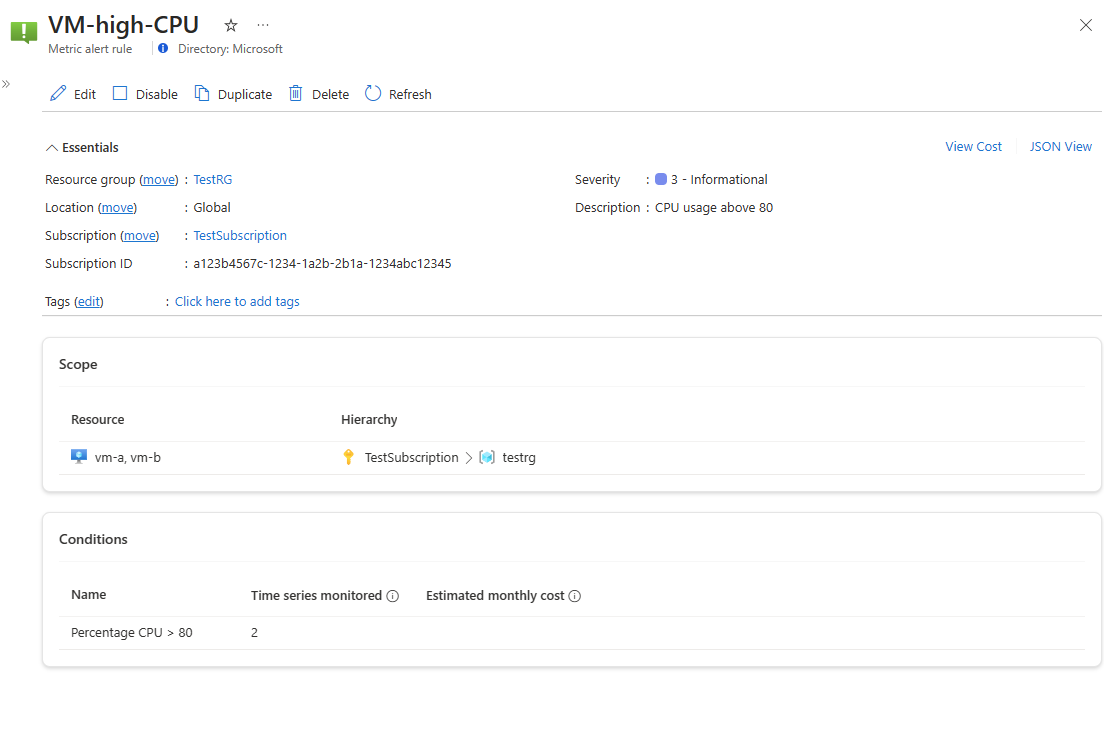 VM-high-CPU
Metric alert rule Directory: Microsoft
Edit Disable Duplicate Delete Refresh
Essentials View Cost JSON View
Resource group (move) : TestRG Severity : 3 - Informational
Location (move) : Global Description : CPU usage above 80
Subscription (move) : TestSubscription
Subscription ID : a123b4567c-1234-1a2b-2b1a-1234abc12345
Tags (edit) : Click here to add tags
Scope
Resource Hierarchy
vm-a, vm-b TestSubscription > testrg
Conditions
Name Time series monitored Estimated monthly cost
Percentage CPU > 80 2